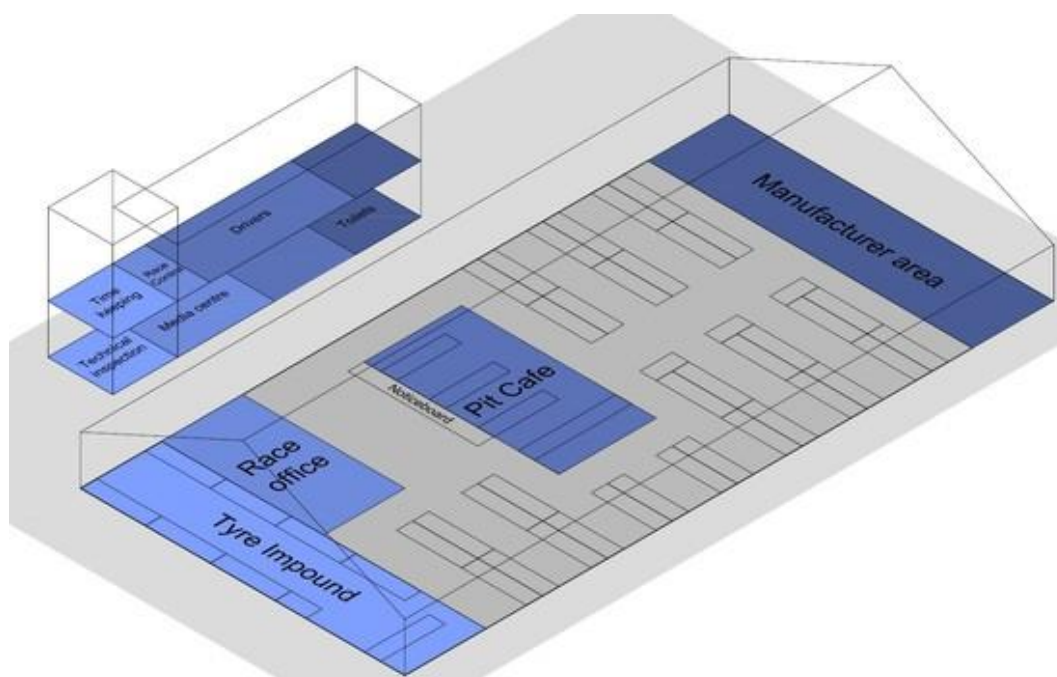 Drivers
Toilets
Race
Control
Time
keeping
Media centre
Technical
inspection
Manufacturer area
Pit Cafe
Noticeboard
Race
office
Tyre Impound